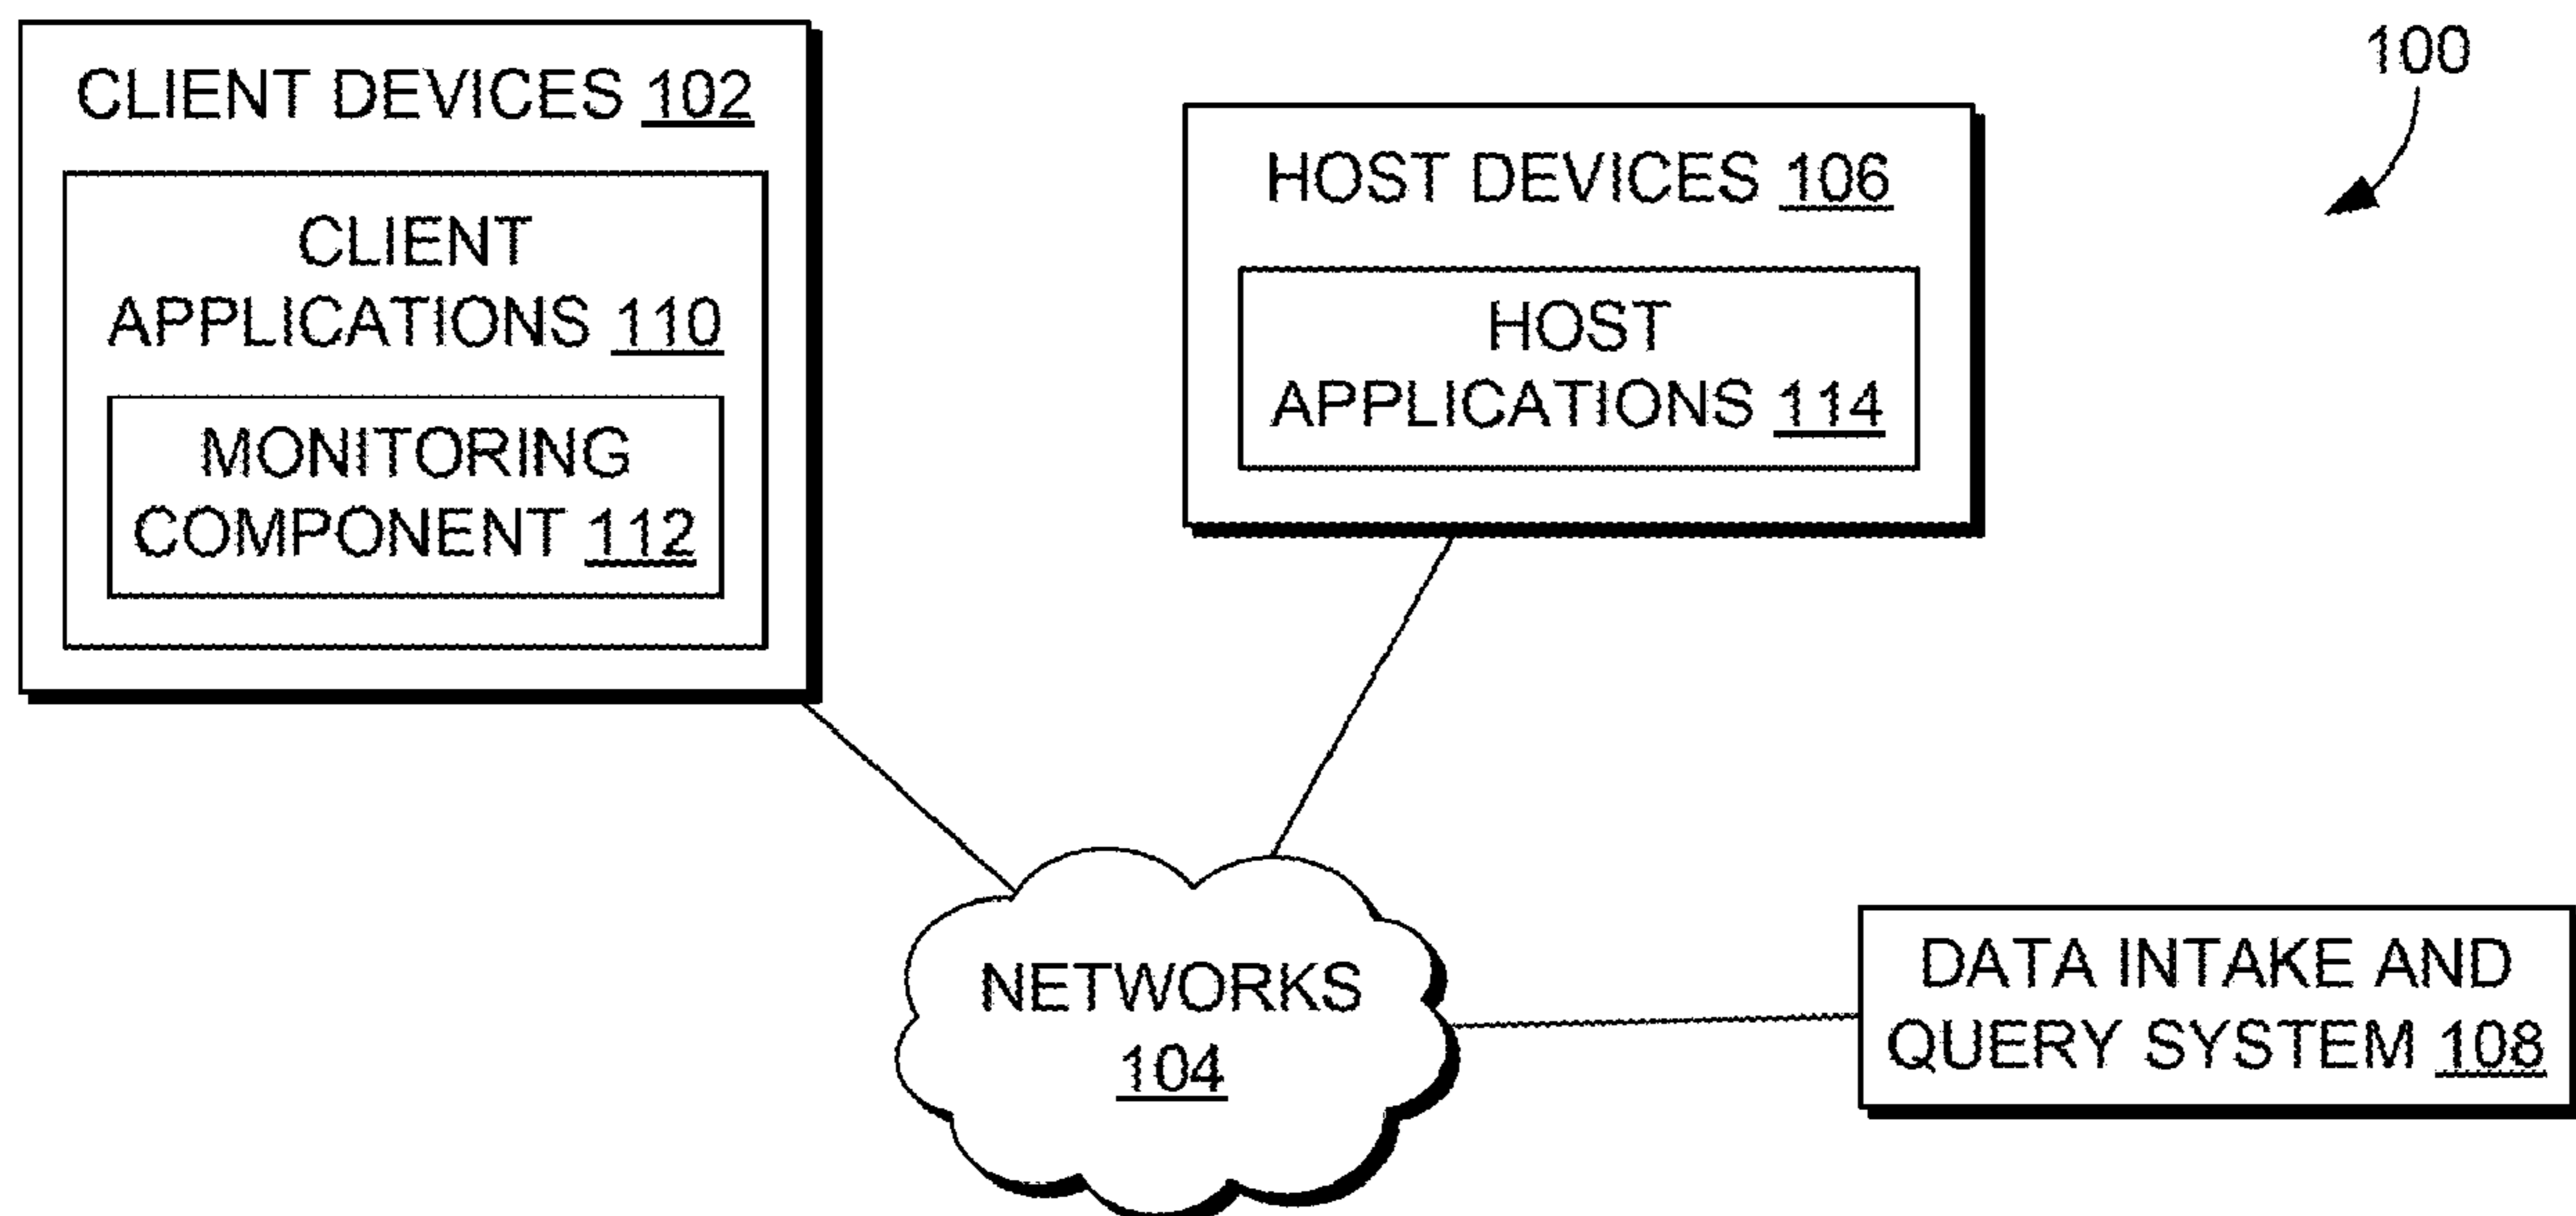 100
CLIENT DEVICES 102
CLIENT
APPLICATIONS 110
MONITORING
COMPONENT 112
HOST DEVICES 106
HOST
APPLICATIONS 114
NETWORKS
104
DATA INTAKE AND
QUERY SYSTEM 108